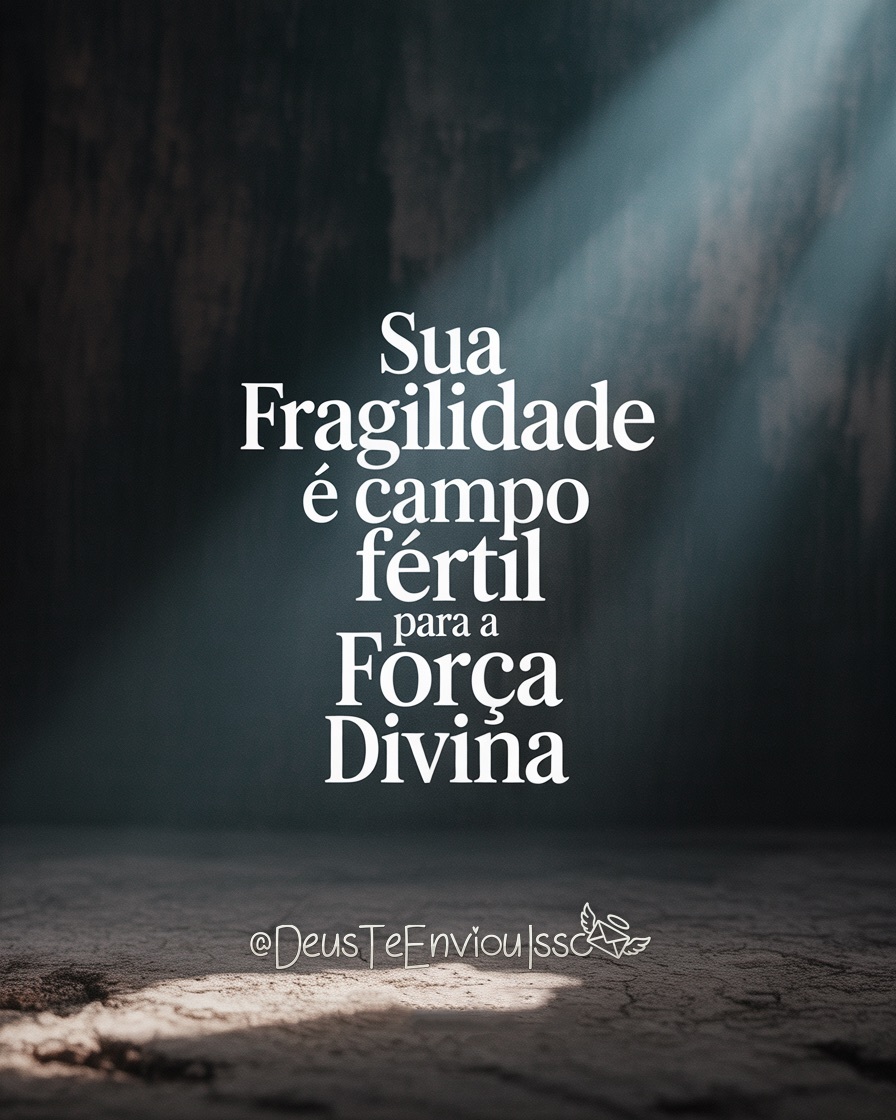 Sua
Fragilidade
é campo
fértil
para a
Força
Divina
@DeusTeEnviouIsso